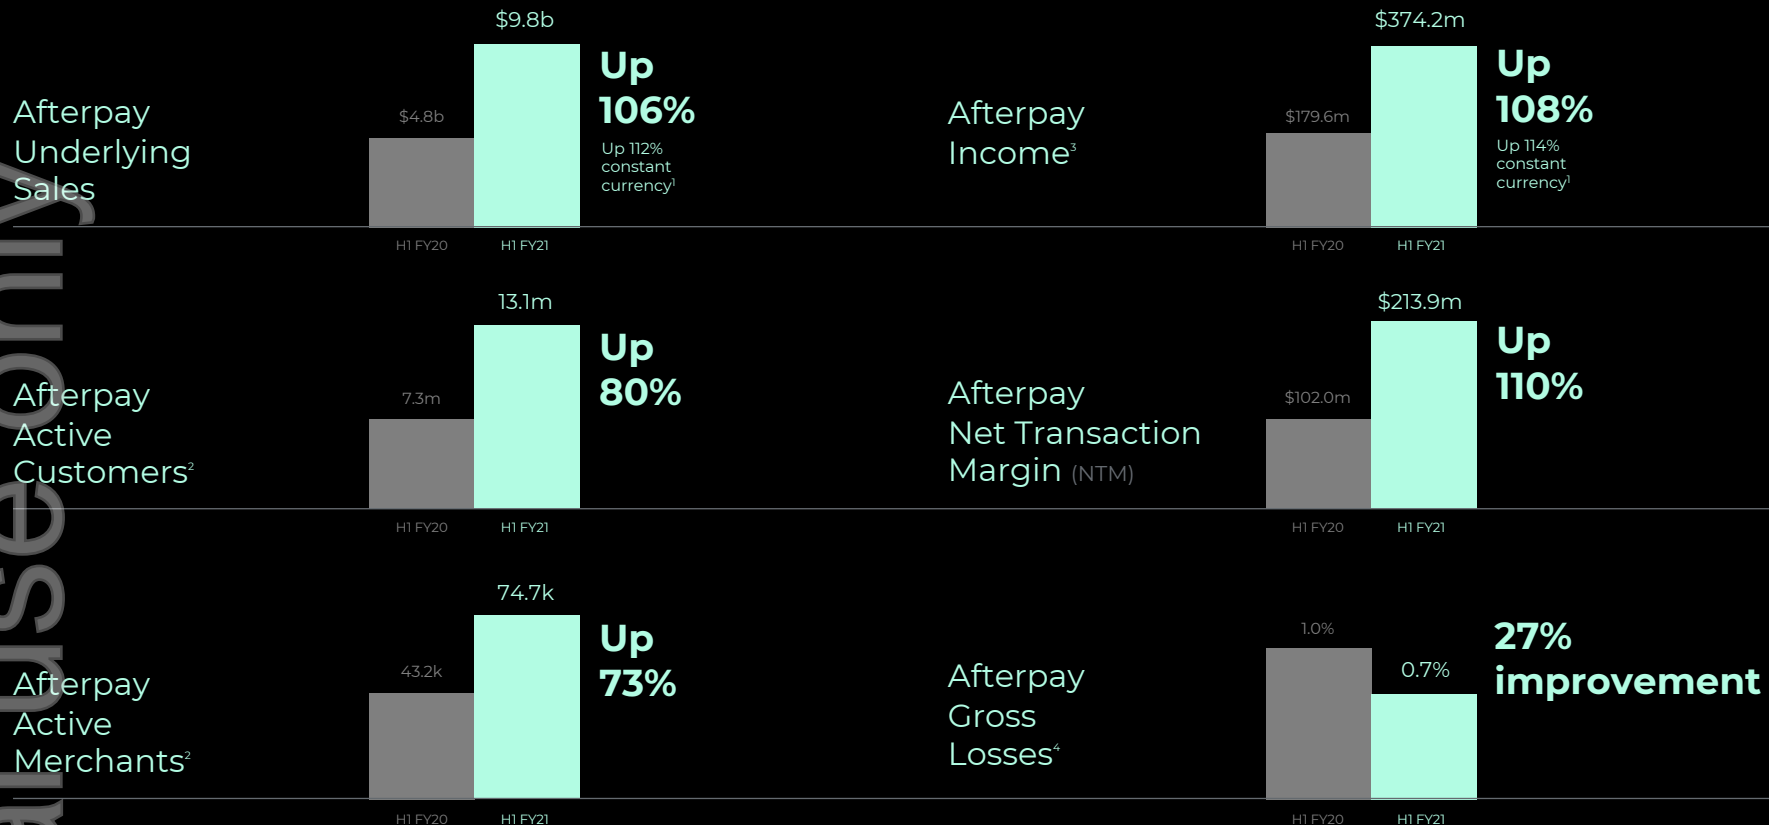 Afterpay
Underlying
Sales
$4.8b
$9.8b
Up
106%
Up 112%
constant
currency¹
H1 FY20
H1 FY21
Afterpay
Income³
$179.6m
$374.2m
Up
108%
Up 114%
constant
currency¹
H1 FY20
H1 FY21
Afterpay
Active
Customers²
7.3m
13.1m
Up
80%
H1 FY20
H1 FY21
Afterpay
Net Transaction
Margin (NTM)
$102.0m
$213.9m
Up
110%
H1 FY20
H1 FY21
Afterpay
Active
Merchants²
43.2k
74.7k
Up
73%
H1 FY20
H1 FY21
Afterpay
Gross
Losses⁴
1.0%
0.7%
27%
improvement
H1 FY20
H1 FY21
use only